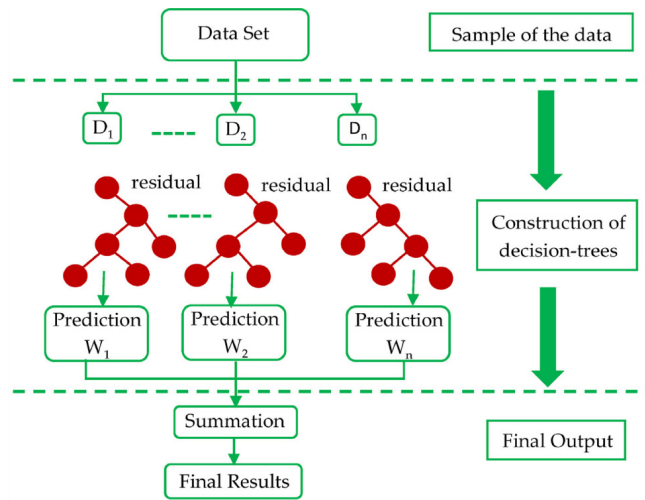 Data Set
Sample of the data
D1
D2
Dn
residual
residual
residual
Construction of
decision-trees
Prediction
W1
Prediction
W2
Prediction
Wn
Summation
Final Output
Final Results